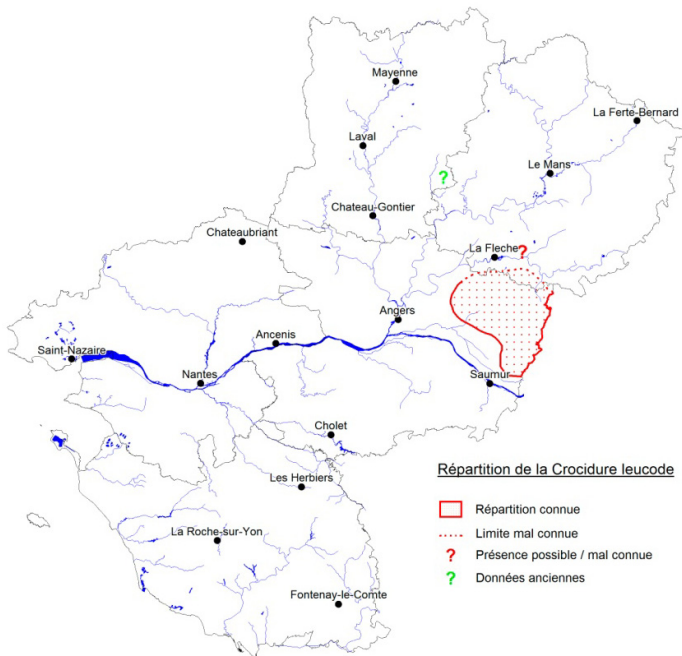 Mayenne
La Ferte-Bernard
Laval
Le Mans
?
Chateau-Gontier
Chateaubriant
La Fleche
?
Angers
Ancenis
Saint-Nazaire
Nantes
Saumur
Cholet
Répartition de la Crocidure leucode
Les Herbiers
Répartition connue
Limite mal connue
La Roche-sur-Yon
? Présence possible / mal connue
? Données anciennes
Fontenay-le-Comte